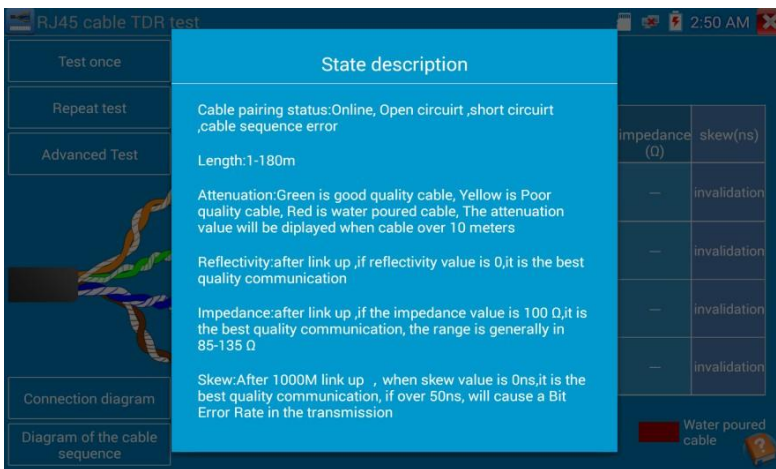 RJ45 cable TDR test
2:50 AM
Test once
Repeat test
Advanced Test
Connection diagram
Diagram of the cable
sequence
State description
Cable pairing status:Online, Open circuirt ,short circuirt
,cable sequence error
Length:1-180m
Attenuation:Green is good quality cable, Yellow is Poor
quality cable, Red is water poured cable, The attenuation
value will be diplayed when cable over 10 meters
Reflectivity:after link up ,if reflectivity value is 0,it is the best
quality communication
Impedance:after link up ,if the impedance value is 100 Ω,it is
the best quality communication, the range is generally in
85-135 Ω
Skew:After 1000M link up , when skew value is 0ns,it is the
best quality communication, if over 50ns, will cause a Bit
Error Rate in the transmission
impedance
(Ω)
skew(ns)
— invalidation
— invalidation
— invalidation
— invalidation
Water poured
cable